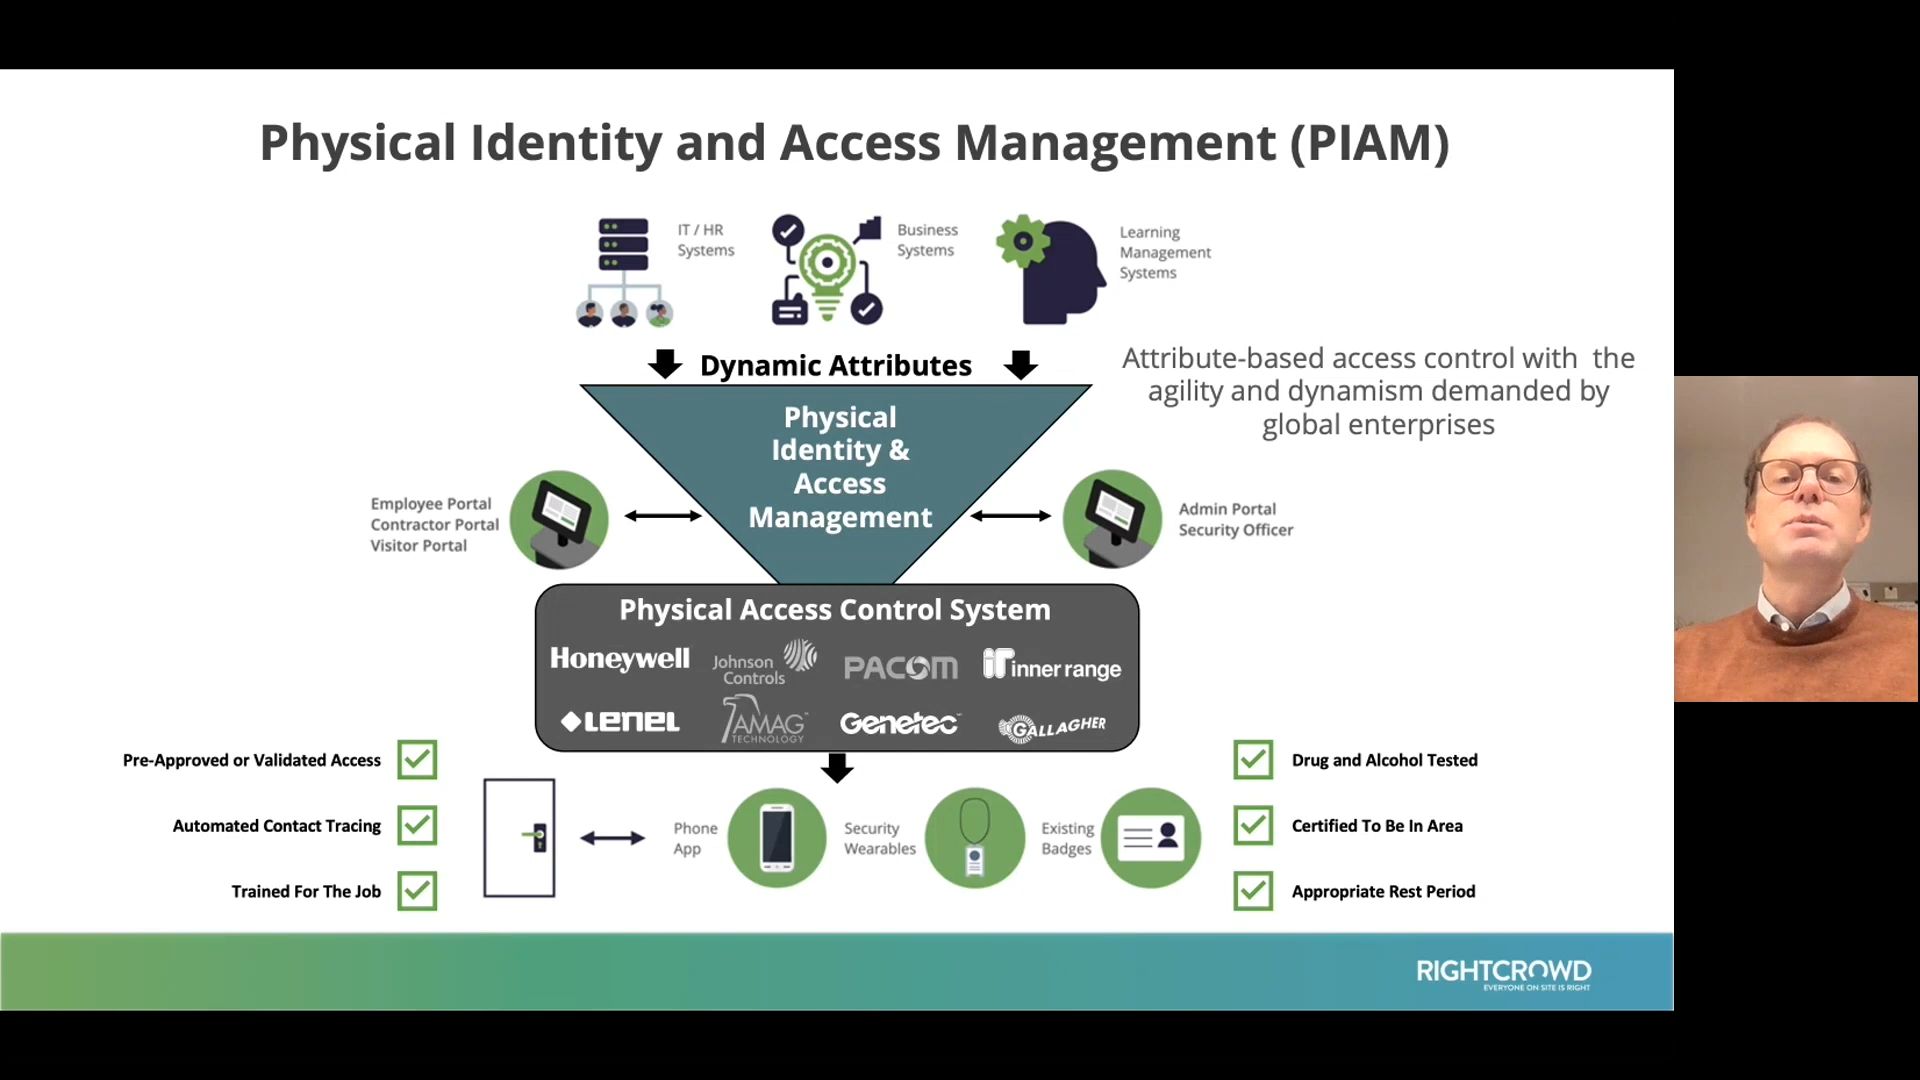 Physical Identity and Access Management (PIAM)
IT / HR
Systems
Business
Systems
Learning
Management
Systems
Dynamic Attributes
Attribute-based access control with the
agility and dynamism demanded by
global enterprises
Physical
Identity &
Access
Management
Employee Portal
Contractor Portal
Visitor Portal
Admin Portal
Security Officer
Physical Access Control System
Honeywell
Johnson
Controls
PACOM
ir inner range
LENEL
AMAG
TECHNOLOGY
Genetec
GALLAGHER
Pre-Approved or Validated Access
Automated Contact Tracing
Trained For The Job
Phone
App
Security
Wearables
Existing
Badges
Drug and Alcohol Tested
Certified To Be In Area
Appropriate Rest Period
RIGHTCROWD
EVERYONE ON SITE IS RIGHT